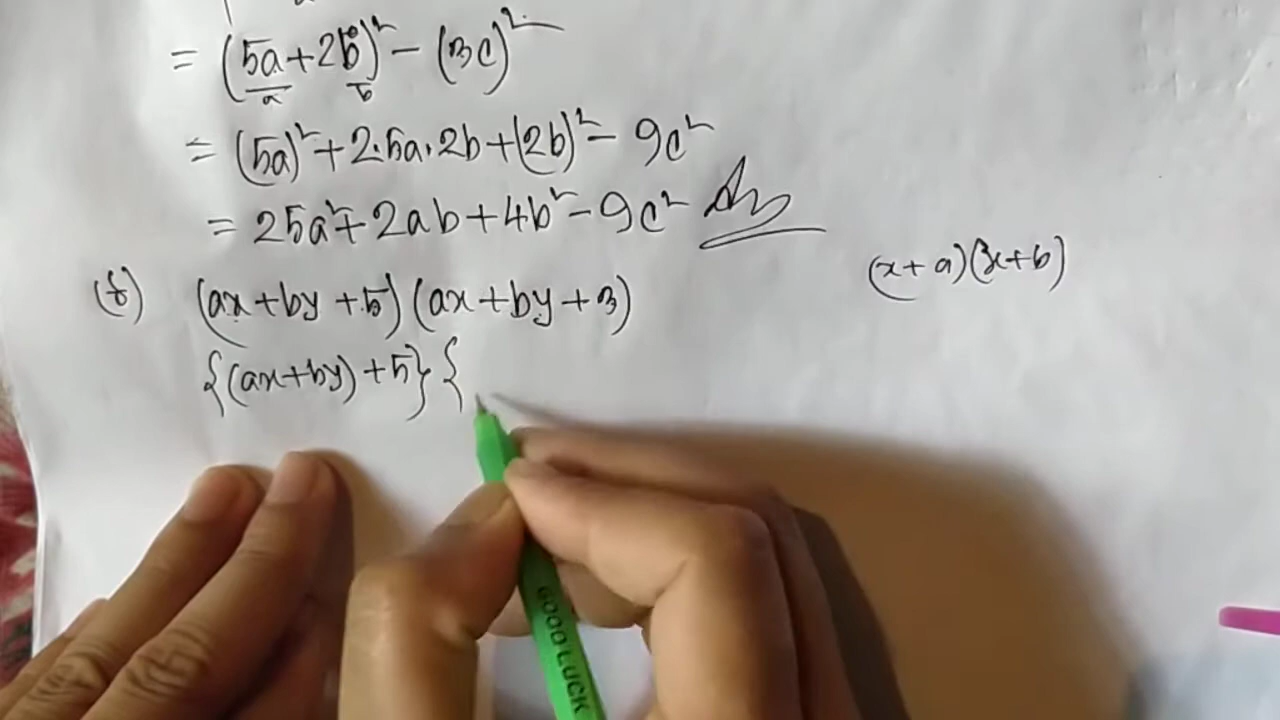 = (5a+2b)² - (3c)²
a b
= (5a)² + 2.5a.2b + (2b)² - 9c²
= 25a² + 2ab + 4b² - 9c² Ans
(x+a)(x+b)
(f) (ax+by+5)(ax+by+3)
{(ax+by)+5}{
GOOD LUCK